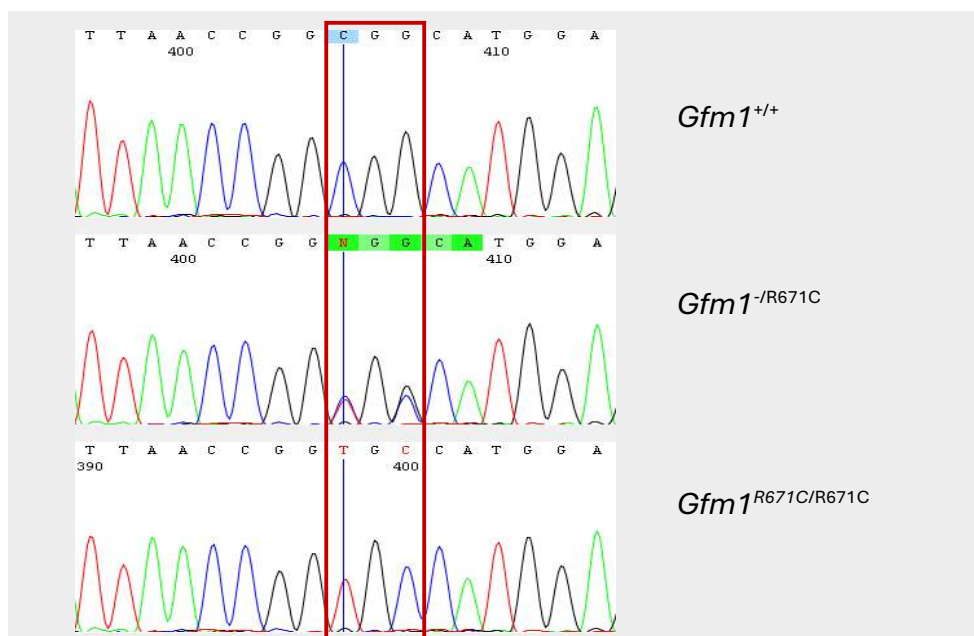 T T A A C C G G C G G C A T G G A
400 410
Gfm1+/+
T T A A C C G G N G G C A T G G A
400 410
Gfm1-/R671C
T T A A C C G G T G C C A T G G A
390 400
Gfm1R671C/R671C